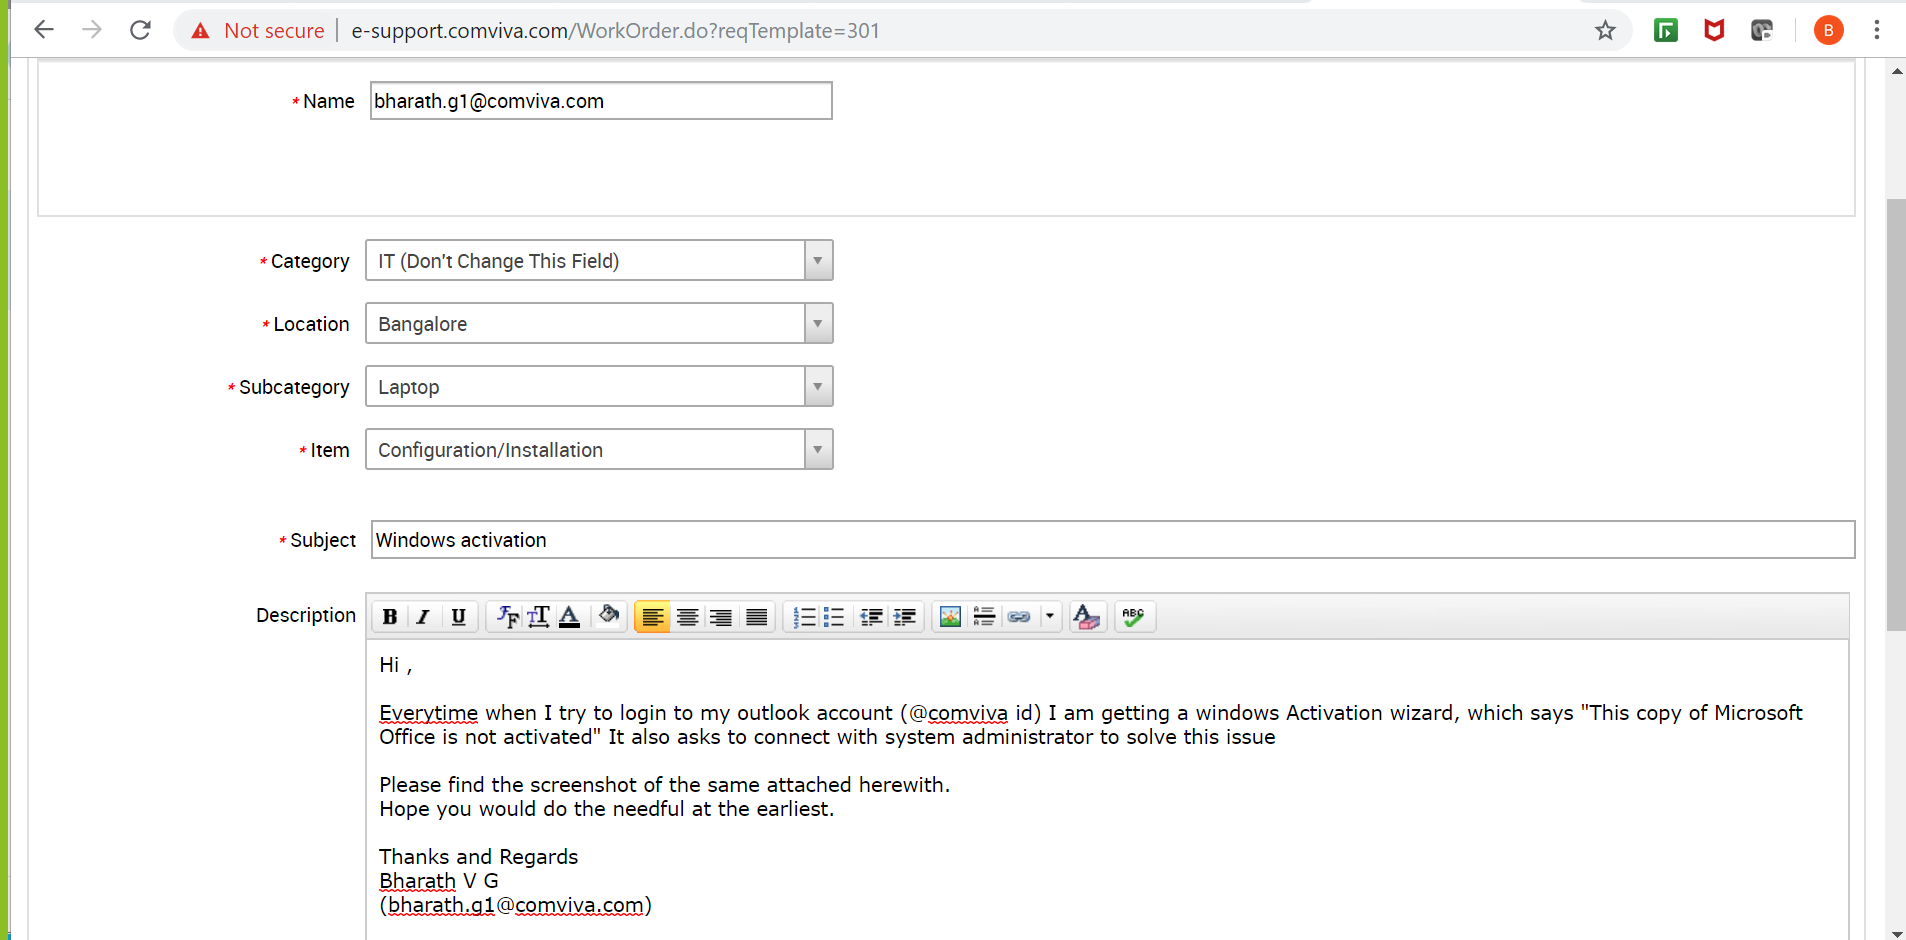 Not secure e-support.comviva.com/WorkOrder.do?reqTemplate=301
B
* Name bharath.g1@comviva.com
* Category IT (Don't Change This Field)
* Location Bangalore
* Subcategory Laptop
* Item Configuration/Installation
* Subject Windows activation
Description B I U FF TT A A ABC
Hi ,
Everytime when I try to login to my outlook account (@comviva id) I am getting a windows Activation wizard, which says "This copy of Microsoft
Office is not activated" It also asks to connect with system administrator to solve this issue
Please find the screenshot of the same attached herewith.
Hope you would do the needful at the earliest.
Thanks and Regards
Bharath V G
(bharath.g1@comviva.com)